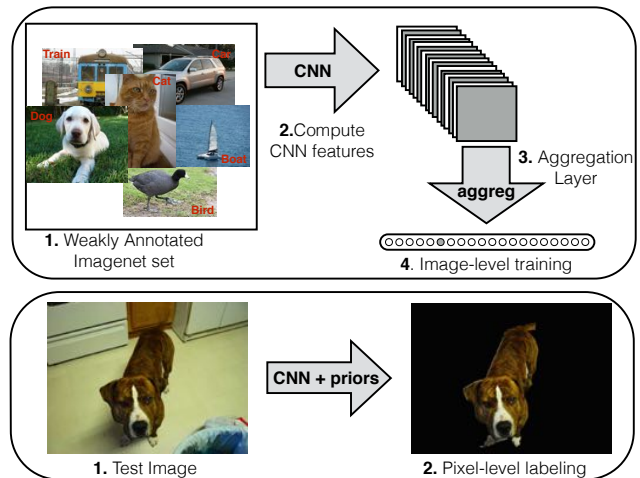 Train
Car
Cat
Dog
Boat
Bird
CNN
2.Compute
CNN features
3. Aggregation
Layer
aggreg
1. Weakly Annotated
Imagenet set
4. Image-level training
CNN + priors
1. Test Image
2. Pixel-level labeling